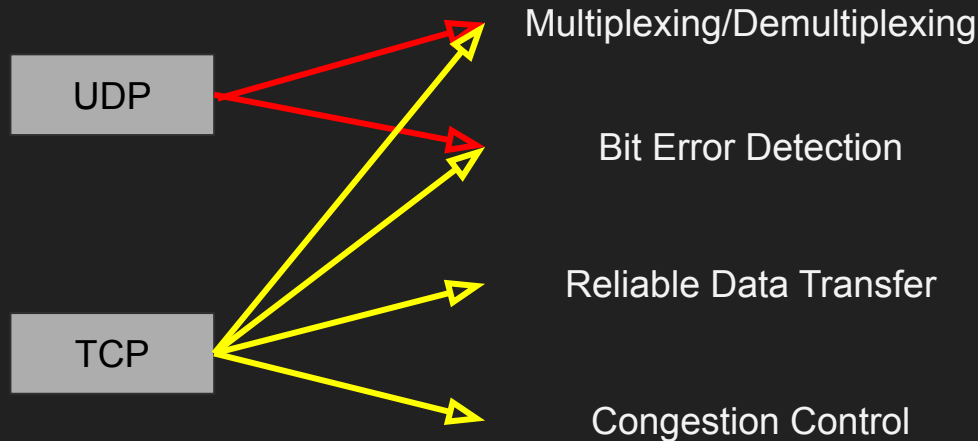 Multiplexing/Demultiplexing
UDP
Bit Error Detection
Reliable Data Transfer
TCP
Congestion Control